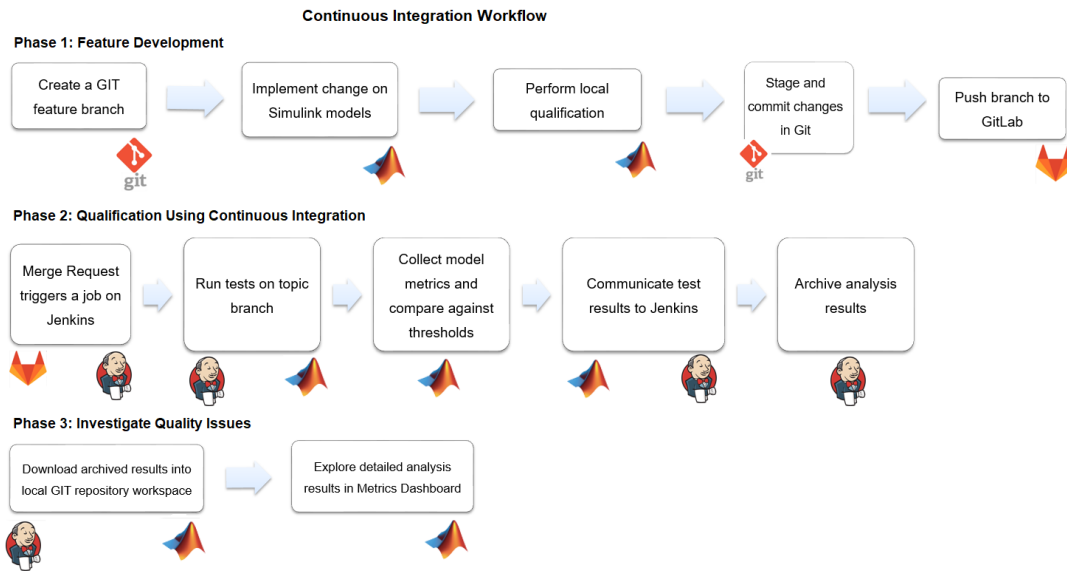 Continuous Integration Workflow
Phase 1: Feature Development
Create a GIT
feature branch
Implement change on
Simulink models
Perform local
qualification
Stage and
commit changes
in Git
Push branch to
GitLab
git
git
Phase 2: Qualification Using Continuous Integration
Merge Request
triggers a job on
Jenkins
Run tests on topic
branch
Collect model
metrics and
compare against
thresholds
Communicate test
results to Jenkins
Archive analysis
results
Phase 3: Investigate Quality Issues
Download archived results into
local GIT repository workspace
Explore detailed analysis
results in Metrics Dashboard